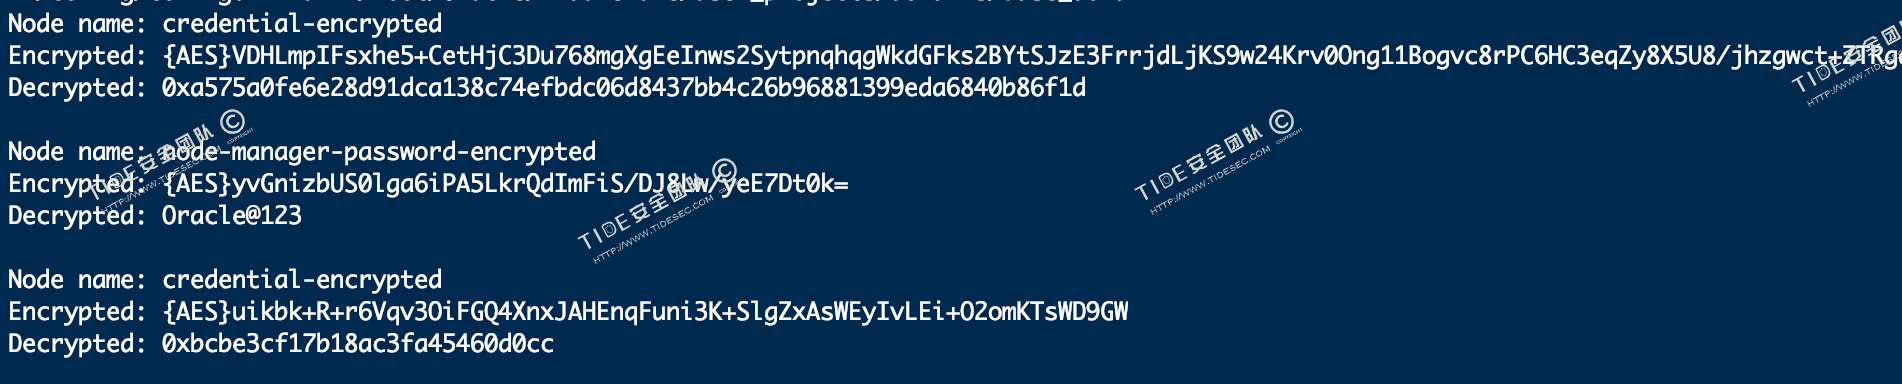 Node name: credential-encrypted
Encrypted: {AES}VDHLmpIFsxhe5+CetHjC3Du768mgXgEeInws2SytpnqhqgWkdGFks2BYtSJzE3FrrjdLjKS9w24Krv0Ong11Bogvc8rPC6HC3eqZy8X5U8/jhzgwct+ZTRga
Decrypted: 0xa575a0fe6e28d91dca138c74efbdc06d8437bb4c26b96881399eda6840b86f1d
Node name: node-manager-password-encrypted
Encrypted: {AES}yvGnizbUS0lga6iPA5LkrQdImFiS/DJ8Lw/yeE7Dt0k=
Decrypted: Oracle@123
Node name: credential-encrypted
Encrypted: {AES}uikbk+R+r6Vqv3OiFGQ4XnxJAHEnqFuni3K+SlgZxAsWEyIvLEi+O2omKTsWD9GW
Decrypted: 0xbcbe3cf17b18ac3fa45460d0cc
TIDE安全团队 © COPYRIGHT
HTTP://WWW.TIDESEC.COM
TIDE安全团队 ©
HTTP://WWW.TIDESEC.COM
TIDE安全团队 © COPYRIGHT
HTTP://WWW.TIDESEC.COM
TIDE安全团
HTTP://WWW.TIDESEC